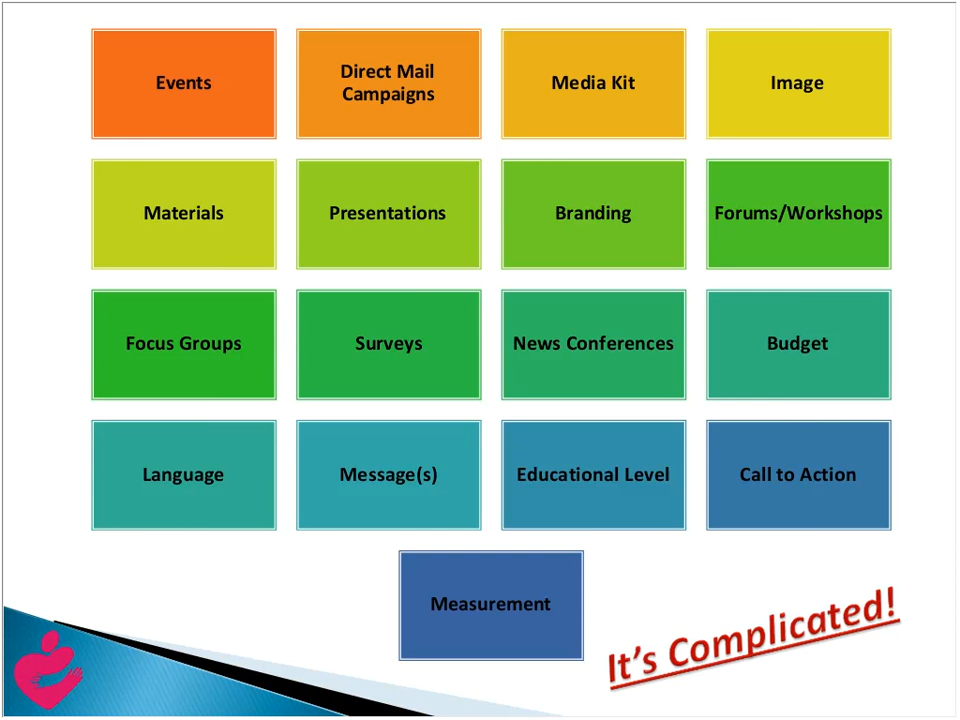 Events
Direct Mail
Campaigns
Media Kit
Image
Materials
Presentations
Branding
Forums/Workshops
Focus Groups
Surveys
News Conferences
Budget
Language
Message(s)
Educational Level
Call to Action
Measurement
It's Complicated!